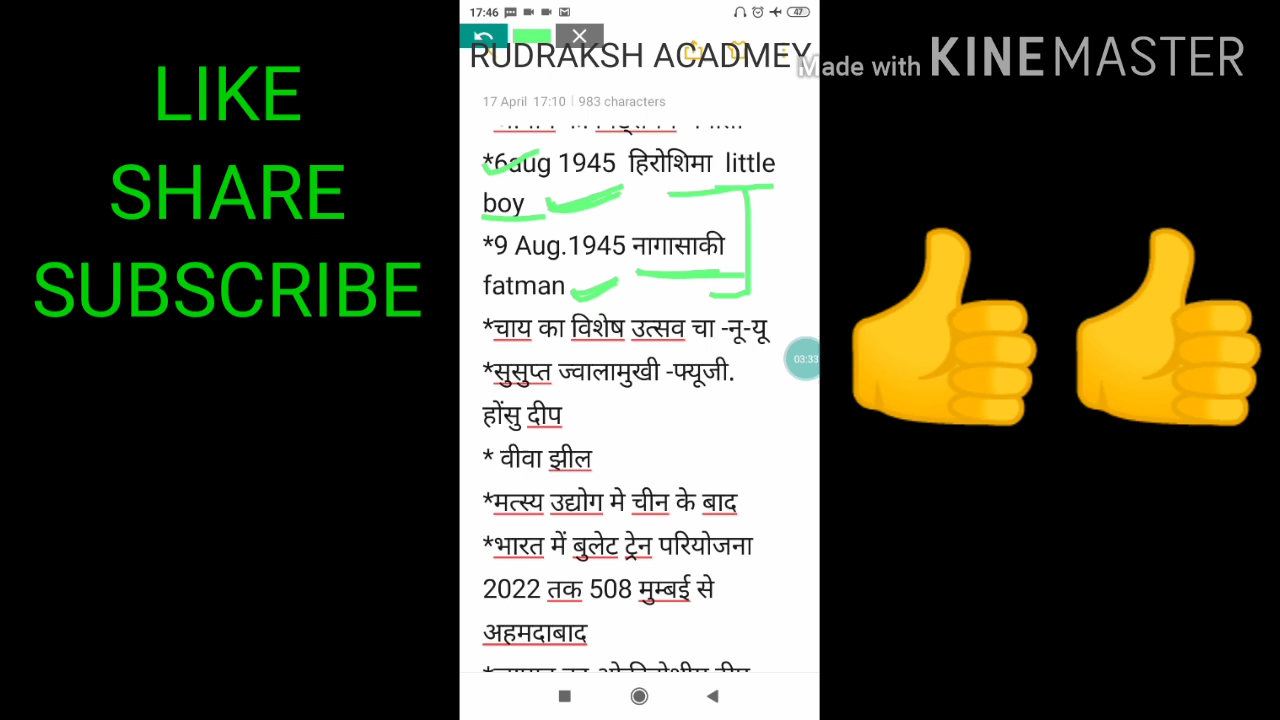 LIKE
SHARE
SUBSCRIBE
17:46
47
RUDRAKSH ACADMEY
Made with KINEMASTER
17 April 17:10 | 983 characters
*6aug 1945 हिरोशिमा little
boy
*9 Aug.1945 नागासाकी
fatman
*चाय का विशेष उत्सव चा -नू-यू
*सुसुप्त ज्वालामुखी -फ्यूजी.
होंसु दीप
* वीवा झील
*मत्स्य उद्योग मे चीन के बाद
*भारत में बुलेट ट्रेन परियोजना
2022 तक 508 मुम्बई से
अहमदाबाद
03:33